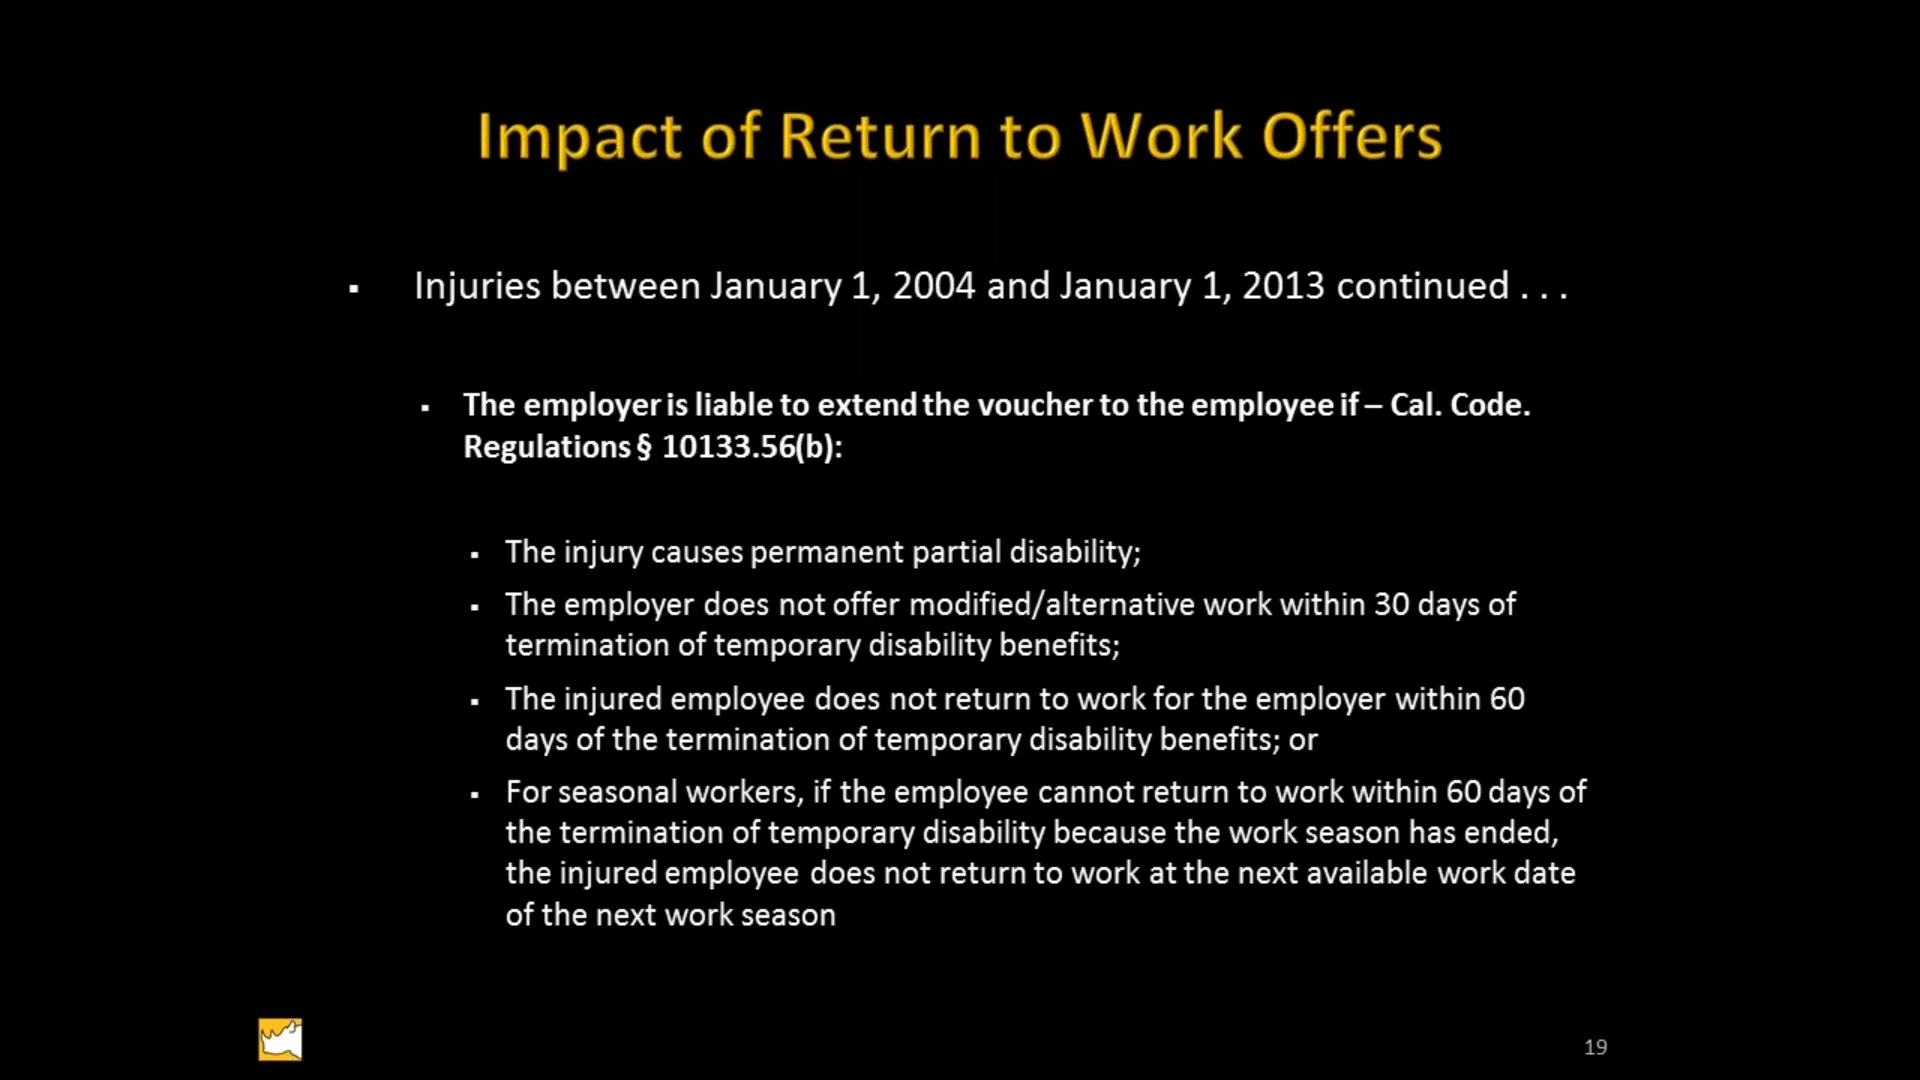 Impact of Return to Work Offers
▪ Injuries between January 1, 2004 and January 1, 2013 continued . . .
▪ The employer is liable to extend the voucher to the employee if – Cal. Code.
Regulations § 10133.56(b):
▪ The injury causes permanent partial disability;
▪ The employer does not offer modified/alternative work within 30 days of
termination of temporary disability benefits;
▪ The injured employee does not return to work for the employer within 60
days of the termination of temporary disability benefits; or
▪ For seasonal workers, if the employee cannot return to work within 60 days of
the termination of temporary disability because the work season has ended,
the injured employee does not return to work at the next available work date
of the next work season
19